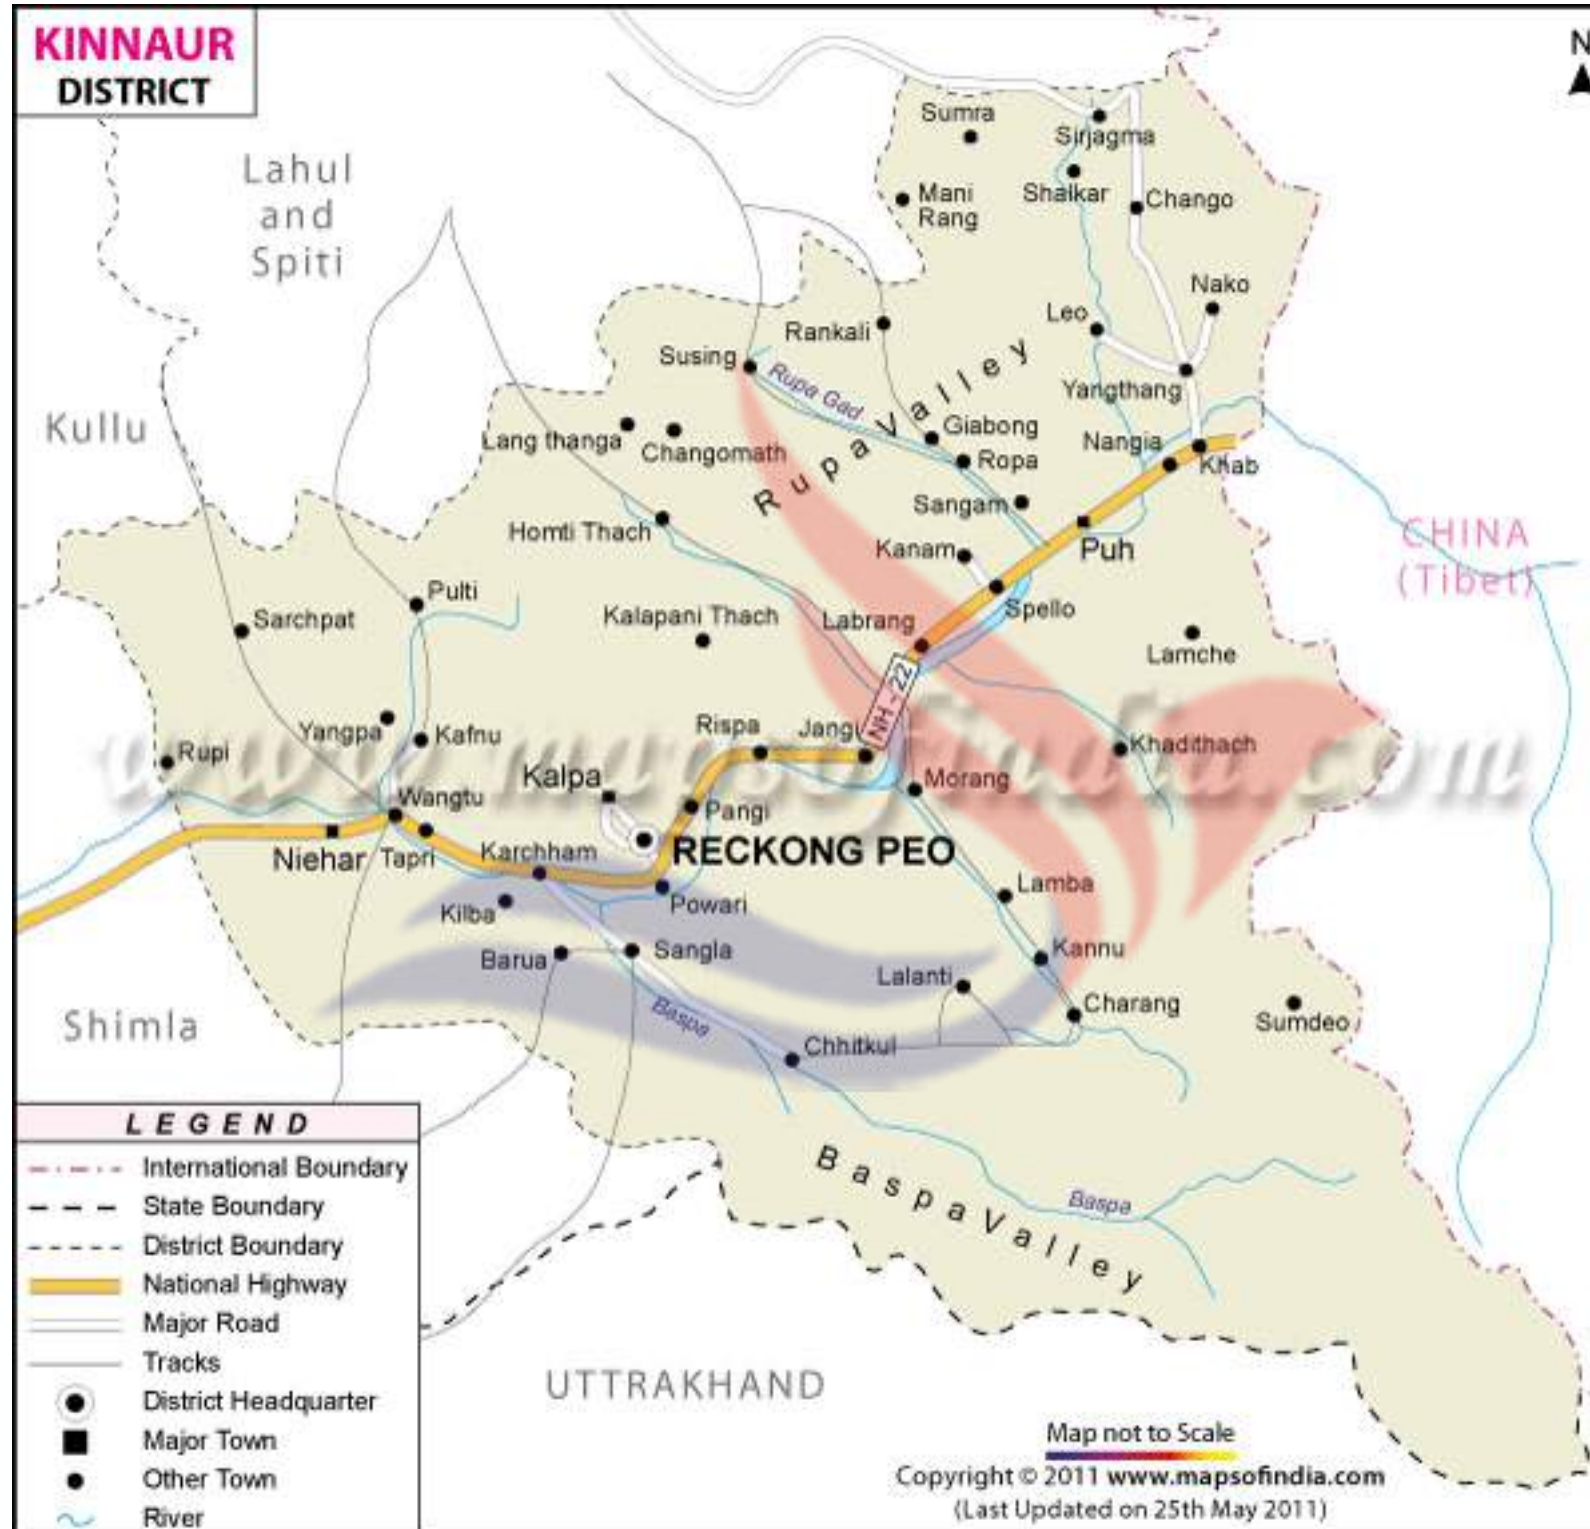 KINNAUR
DISTRICT
N
Lahul
and
Spiti
Sumra
Sirjagma
Mani
Rang
Shalkar
Chango
Nako
Leo
Rankali
Susing
Rupa Gad
Rupa Valley
Yangthang
Kullu
Lang thanga
Changomath
Giabong
Nangia
Ropa
Khab
Sangam
Homti Thach
Kanam
Puh
CHINA
(Tibet)
Pulti
Sarchpat
Kalapani Thach
Labrang
Spello
Lamche
NH - 22
Yangpa
Kafnu
Rispa
Jangi
Rupi
Khadithach
www.mapsofindia.com
Kalpa
Morang
Wangtu
Pangi
Niehar
Tapri
Karchham
RECKONG PEO
Lamba
Kilba
Powari
Barua
Sangla
Kannu
Lalanti
Charang
Baspa
Sumdeo
Shimla
Chhitkul
Baspa Valley
Baspa
LEGEND
International Boundary
State Boundary
District Boundary
National Highway
Major Road
Tracks
District Headquarter
Major Town
Other Town
River
UTTRAKHAND
Map not to Scale
Copyright © 2011 www.mapsofindia.com
(Last Updated on 25th May 2011)